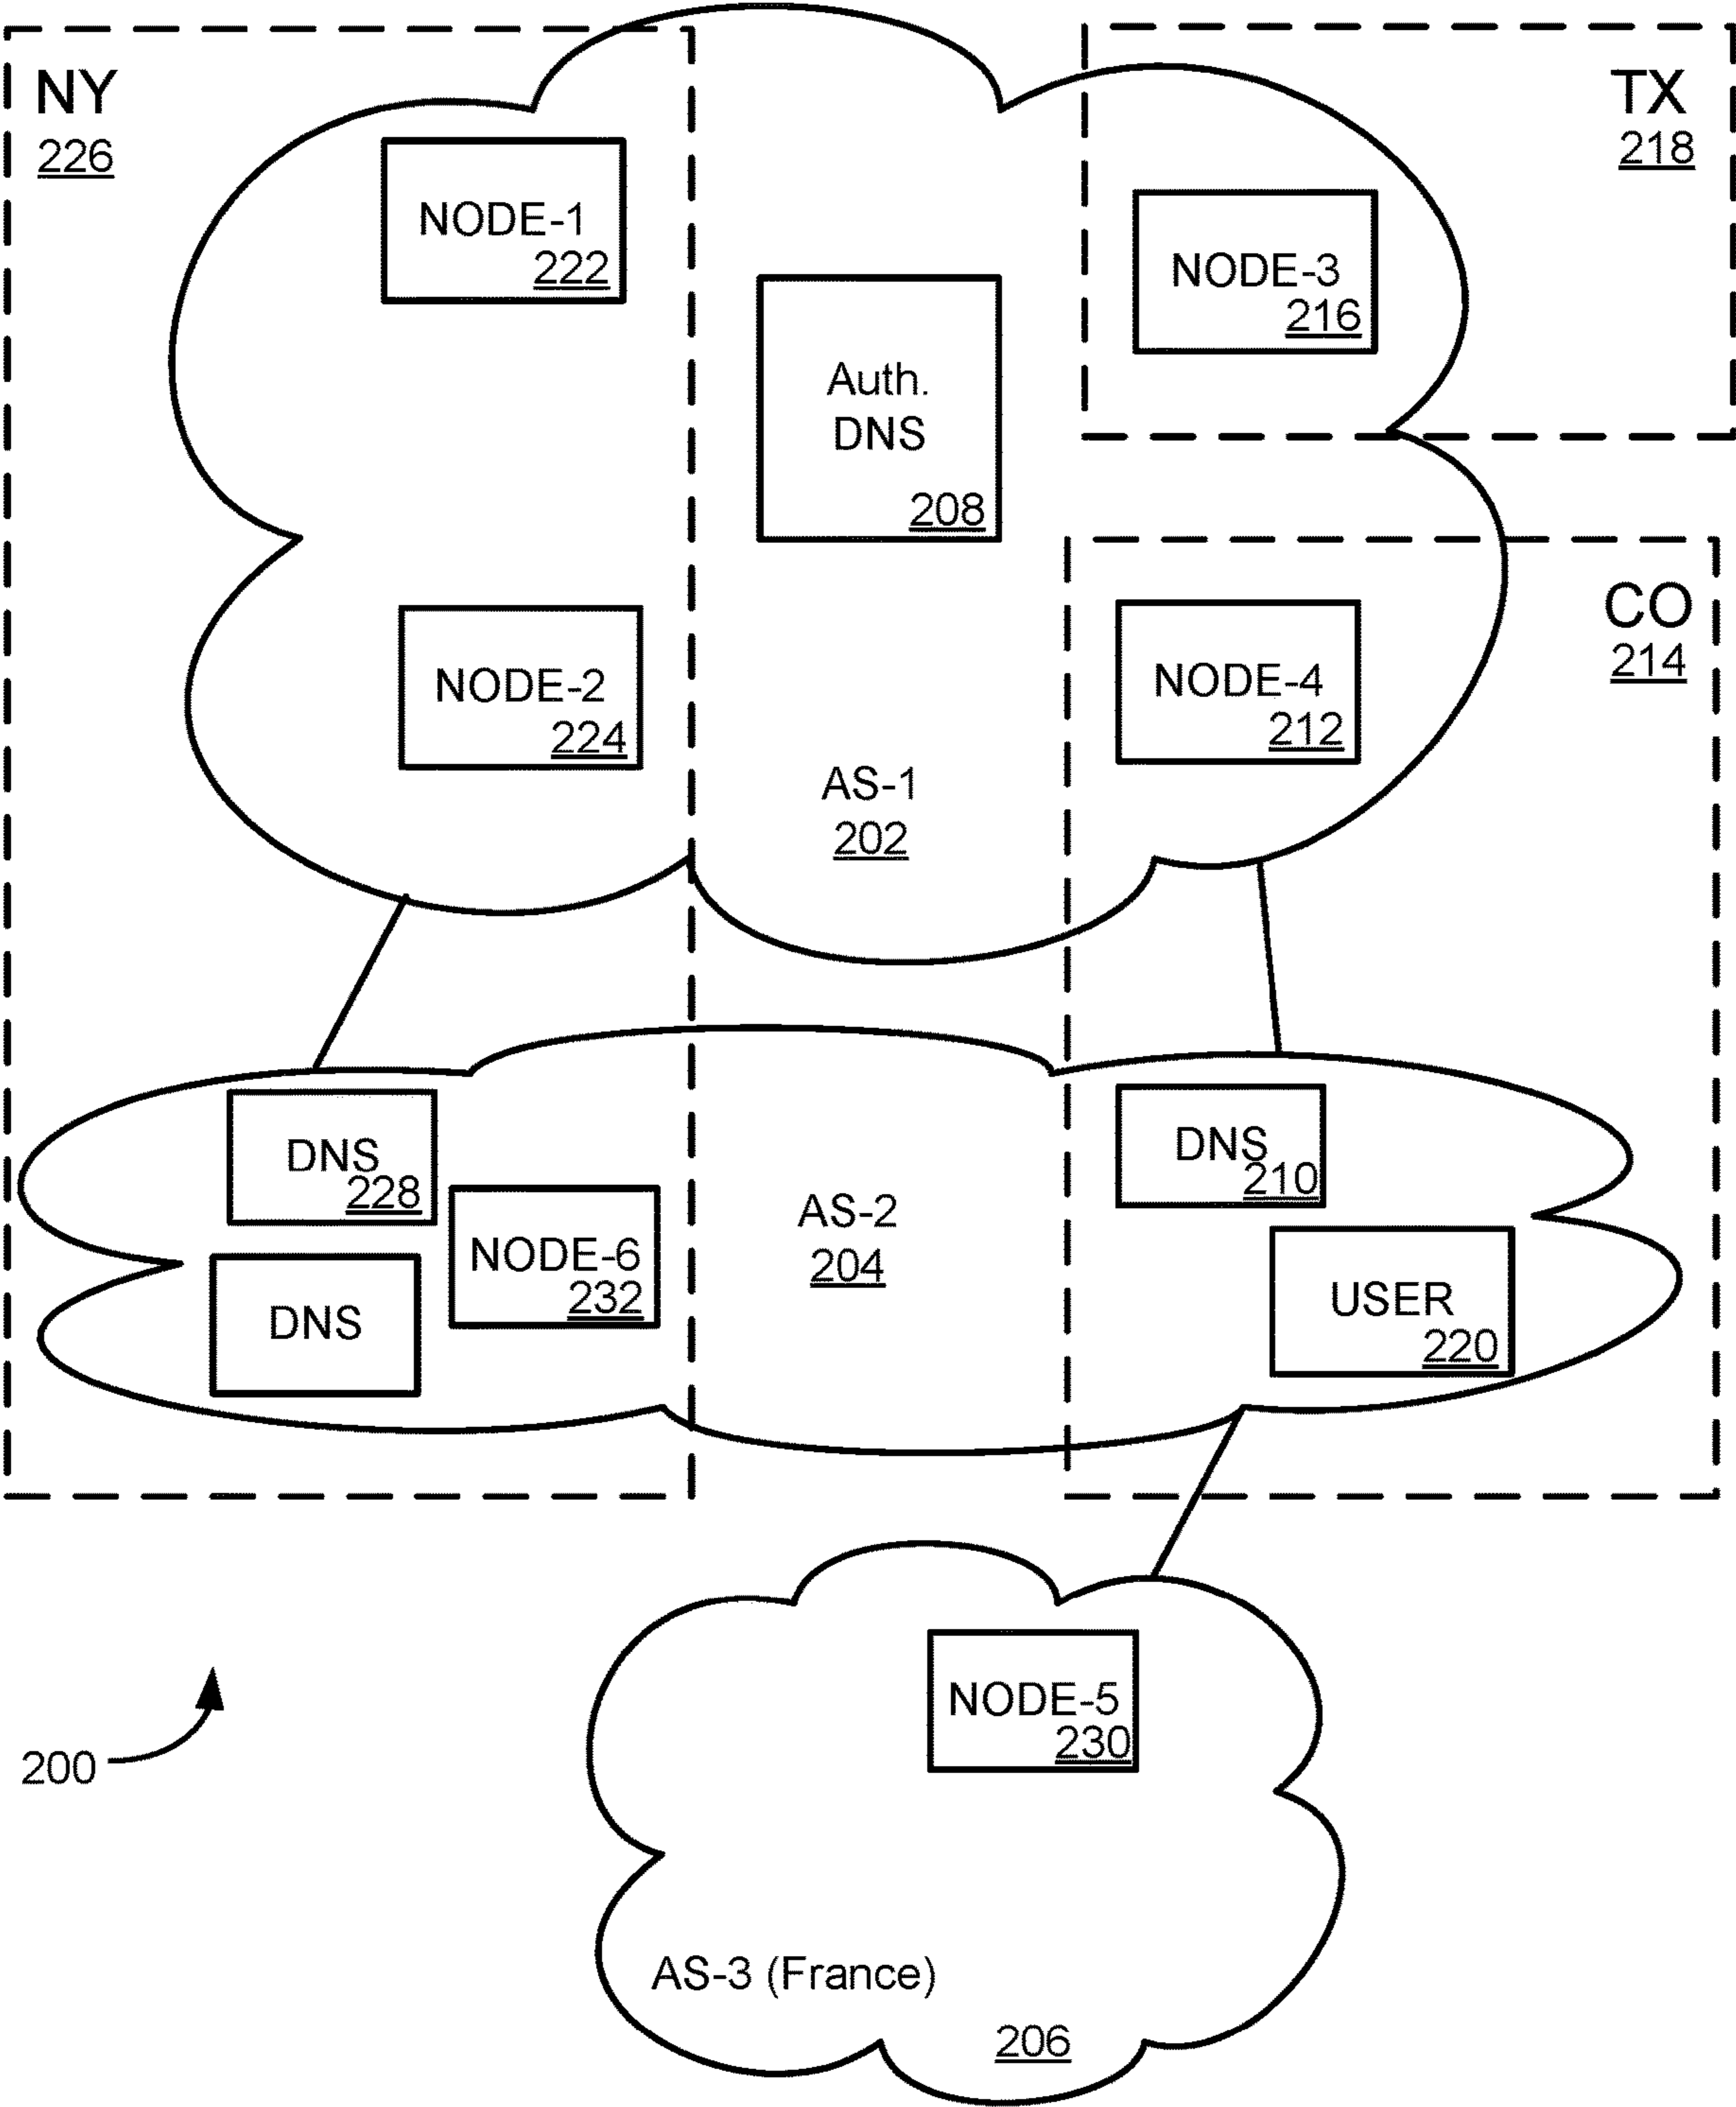 NY
226
TX
218
NODE-1
222
NODE-3
216
Auth.
DNS
208
CO
214
NODE-2
224
NODE-4
212
AS-1
202
DNS
228
DNS
210
NODE-6
232
AS-2
204
DNS
USER
220
NODE-5
230
200
AS-3 (France)
206